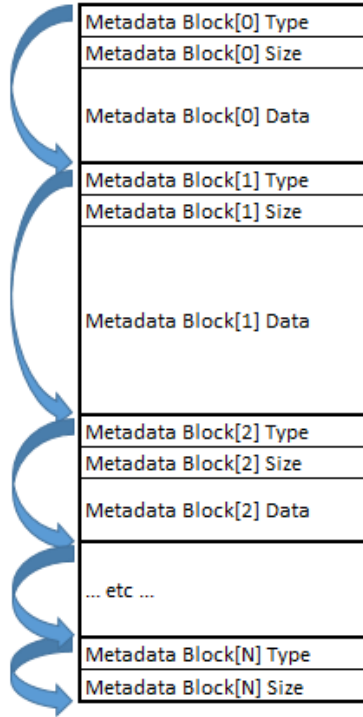 Metadata Block[0] Type
Metadata Block[0] Size
Metadata Block[0] Data
Metadata Block[1] Type
Metadata Block[1] Size
Metadata Block[1] Data
Metadata Block[2] Type
Metadata Block[2] Size
Metadata Block[2] Data
... etc ...
Metadata Block[N] Type
Metadata Block[N] Size